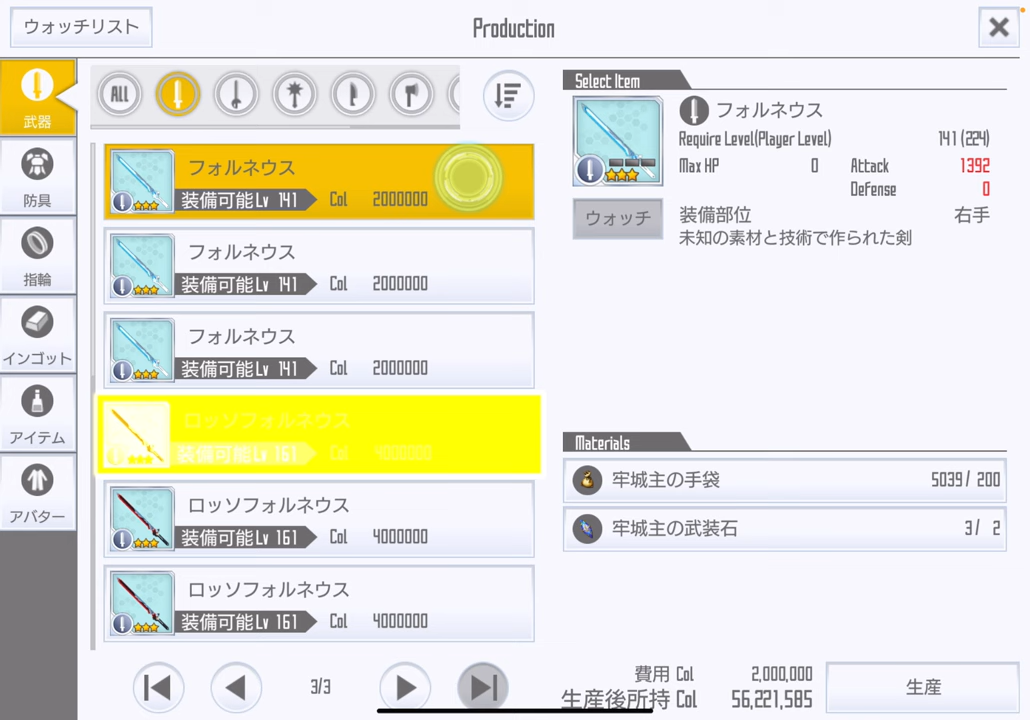 ウォッチリスト
Production
武器
防具
指輪
インゴット
アイテム
アバター
ALL
フォルネウス
装備可能Lv 141 Col 2000000
フォルネウス
装備可能Lv 141 Col 2000000
フォルネウス
装備可能Lv 141 Col 2000000
ロッソフォルネウス
装備可能Lv 161 Col 4000000
ロッソフォルネウス
装備可能Lv 161 Col 4000000
ロッソフォルネウス
装備可能Lv 161 Col 4000000
3/3
Select Item
フォルネウス
Require Level(Player Level) 141 (224)
Max HP 0 Attack 1392
Defense 0
ウォッチ
装備部位 右手
未知の素材と技術で作られた剣
Materials
牢城主の手袋 5039/ 200
牢城主の武装石 3/ 2
費用 Col 2,000,000
生産後所持 Col 56,221,585
生産